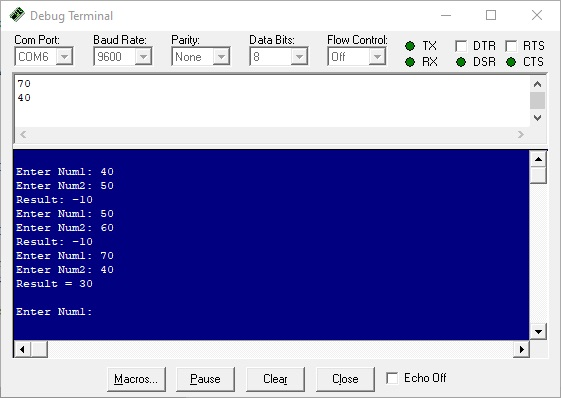 Debug Terminal
Com Port: Baud Rate: Parity: Data Bits: Flow Control:
COM6 9600 None 8 Off
TX DTR RTS
RX DSR CTS
70
40
Enter Num1: 40
Enter Num2: 50
Result: -10
Enter Num1: 50
Enter Num2: 60
Result: -10
Enter Num1: 70
Enter Num2: 40
Result = 30
Enter Num1:
Macros... Pause Clear Close Echo Off